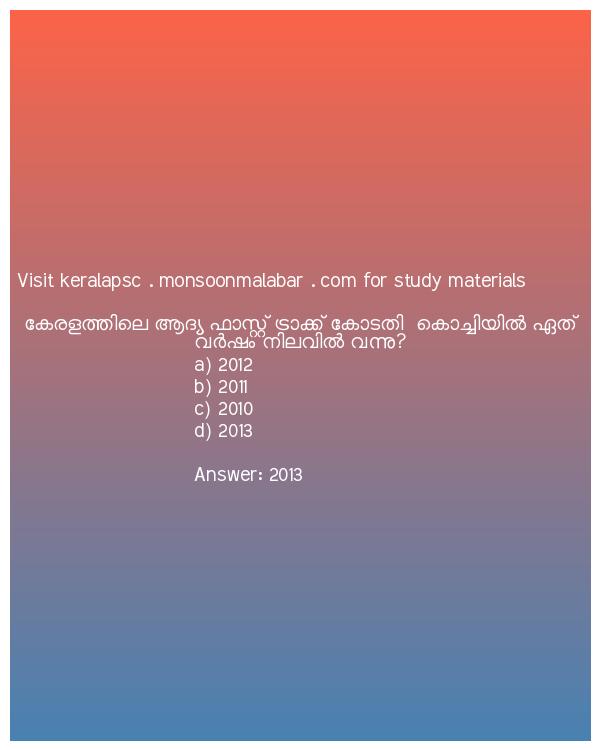 Visit keralapsc . monsoonmalabar . com for study materials
കേരളത്തിലെ ആദ്യ ഫാസ്റ്റ് ട്രാക്ക് കോടതി  കൊച്ചിയിൽ ഏത്
വർഷം നിലവിൽ വന്നു?
a) 2012
b) 2011
c) 2010
d) 2013
Answer: 2013